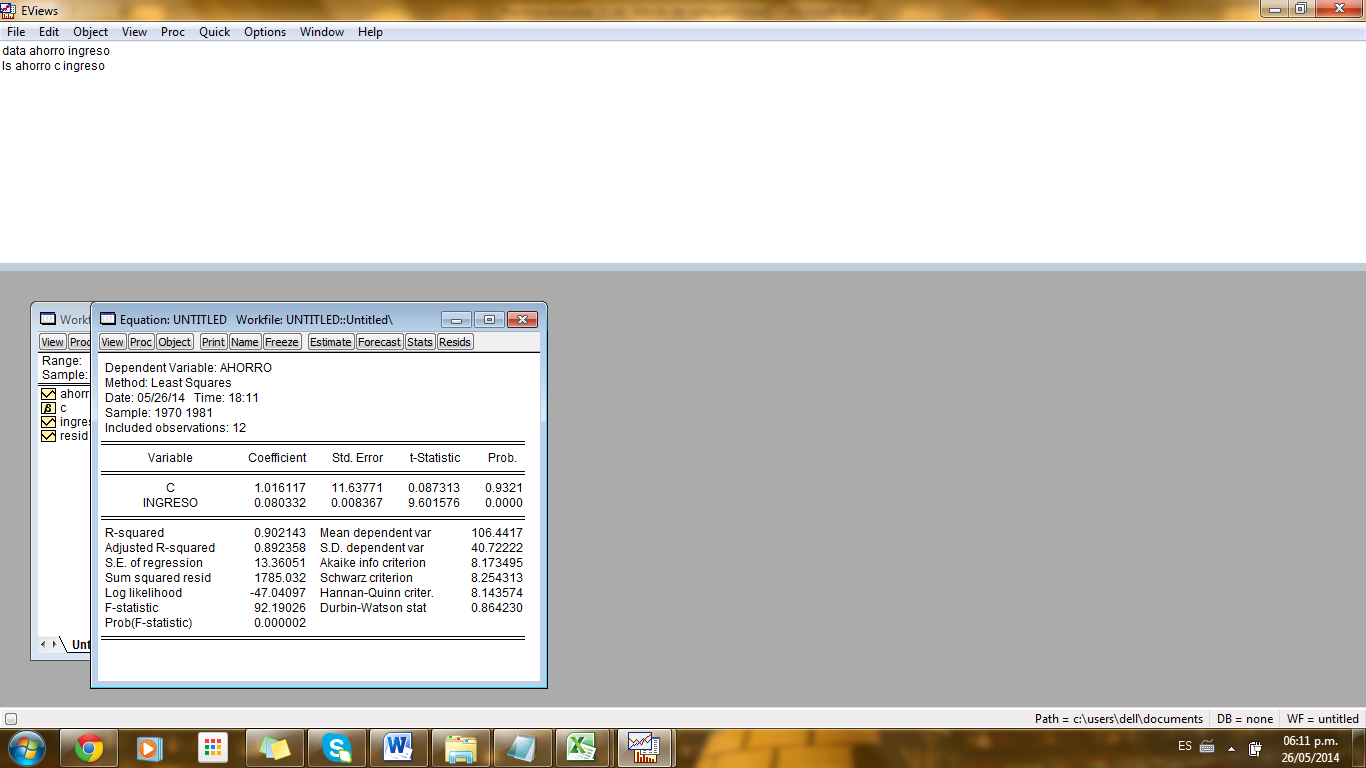 EViews
File Edit Object View Proc Quick Options Window Help
data ahorro ingreso
ls ahorro c ingreso
Workf
View Proc
Range:
Sample:
ahorr
c
ingres
resid
Unt
Equation: UNTITLED Workfile: UNTITLED::Untitled\
View Proc Object Print Name Freeze Estimate Forecast Stats Resids
Dependent Variable: AHORRO
Method: Least Squares
Date: 05/26/14 Time: 18:11
Sample: 1970 1981
Included observations: 12
Variable Coefficient Std. Error t-Statistic Prob.
C 1.016117 11.63771 0.087313 0.9321
INGRESO 0.080332 0.008367 9.601576 0.0000
R-squared 0.902143 Mean dependent var 106.4417
Adjusted R-squared 0.892358 S.D. dependent var 40.72222
S.E. of regression 13.36051 Akaike info criterion 8.173495
Sum squared resid 1785.032 Schwarz criterion 8.254313
Log likelihood -47.04097 Hannan-Quinn criter. 8.143574
F-statistic 92.19026 Durbin-Watson stat 0.864230
Prob(F-statistic) 0.000002
Path = c:\users\dell\documents DB = none WF = untitled
ES 06:11 p.m.
26/05/2014